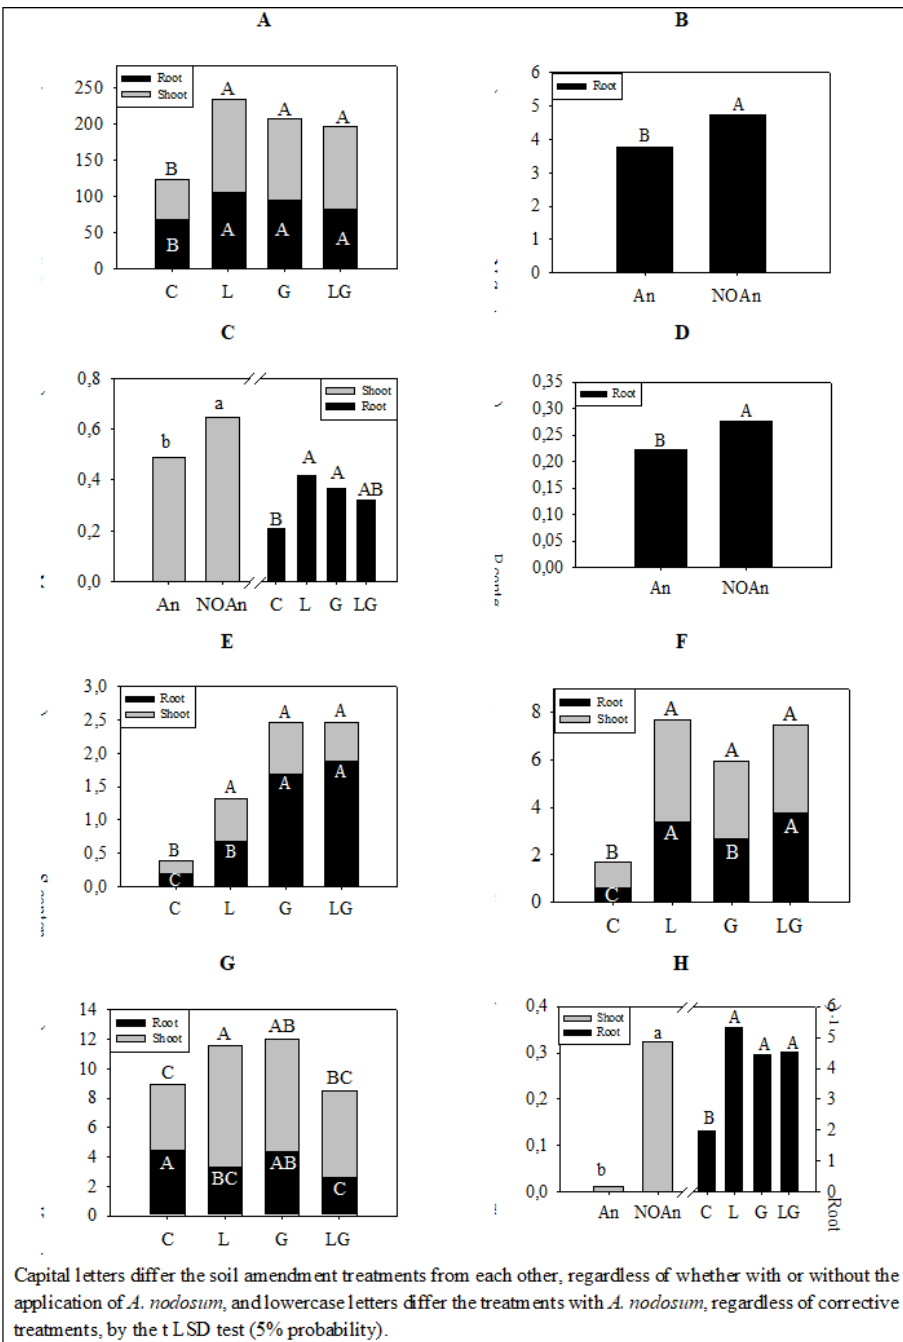 A
Root
Shoot
250
200
150
100
50
0
B A A A
B A A A
C L G LG
B
Root
6
5
4
3
2
1
0
B A
An NOAn
C
Shoot
Root
0,8
0,6
0,4
0,2
0,0
b a B A A AB
An NOAn C L G LG
D
Root
0,35
0,30
0,25
0,20
0,15
0,10
0,05
0,00
B A
An NOAn
E
Root
Shoot
3,0
2,5
2,0
1,5
1,0
0,5
0,0
B A A A
C B A A
C L G LG
F
Root
Shoot
8
6
4
2
0
B A A A
C A B A
C L G LG
G
Root
Shoot
14
12
10
8
6
4
2
0
C A AB BC
A BC AB C
C L G LG
H
Shoot
Root
0,4
0,3
0,2
0,1
0,0
b a B A A A
An NOAn C L G LG
6
5
4
3
2
1
0
Root
Capital letters differ the soil amendment treatments from each other, regardless of whether with or without the
application of A. nodosum, and lowercase letters differ the treatments with A. nodosum, regardless of corrective
treatments, by the t LSD test (5% probability).